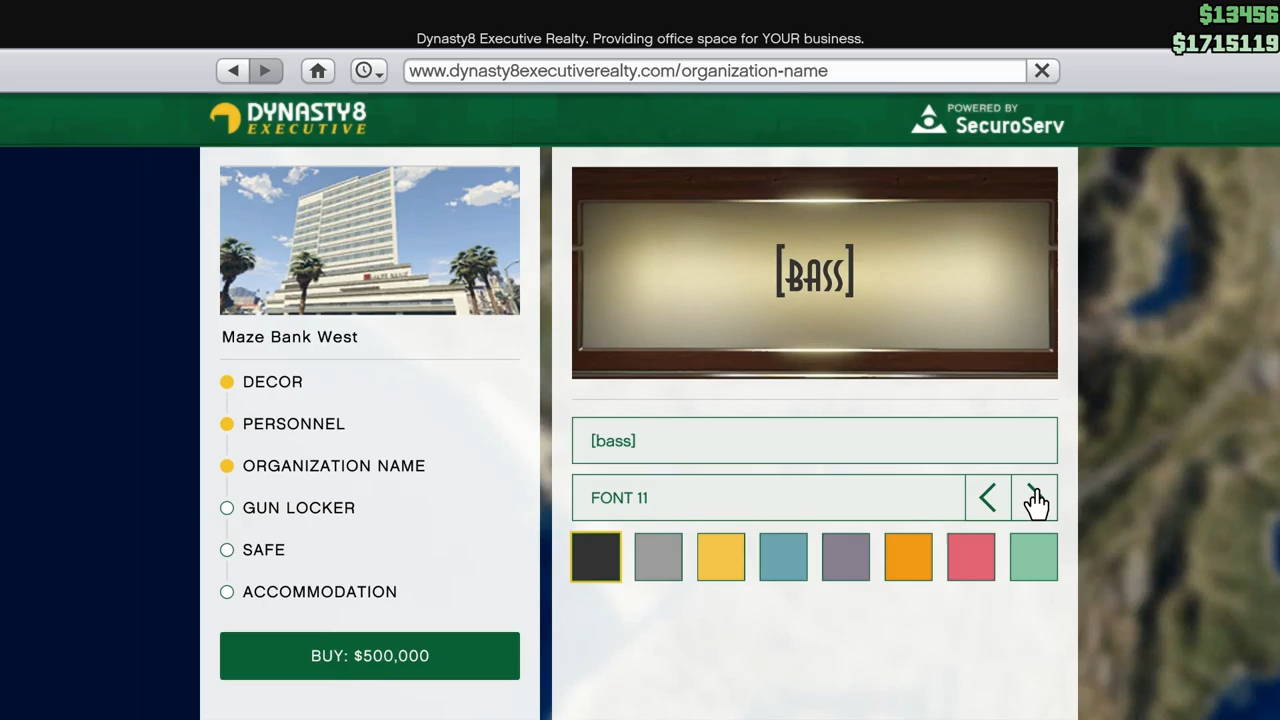 $13456
Dynasty8 Executive Realty. Providing office space for YOUR business.
$1715119
www.dynasty8executiverealty.com/organization-name
DYNASTY8
EXECUTIVE
POWERED BY
SecuroServ
MAZE BANK
[BASS]
Maze Bank West
DECOR
PERSONNEL
ORGANIZATION NAME
GUN LOCKER
SAFE
ACCOMMODATION
BUY: $500,000
[bass]
FONT 11